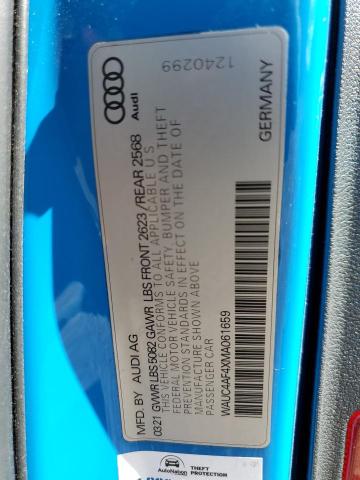 Audi
1240299
MFD. BY AUDI AG
0321 GVWR LBS 5082 GAWR LBS FRONT 2623 / REAR 2568
THIS VEHICLE CONFORMS TO ALL APPLICABLE U S
FEDERAL MOTOR VEHICLE SAFETY, BUMPER AND THEFT
PREVENTION STANDARDS IN EFFECT ON THE DATE OF
MANUFACTURE SHOWN ABOVE
PASSENGER CAR
WAUC4AF4XMA061659
GERMANY
AutoNation
THEFT
PROTECTION